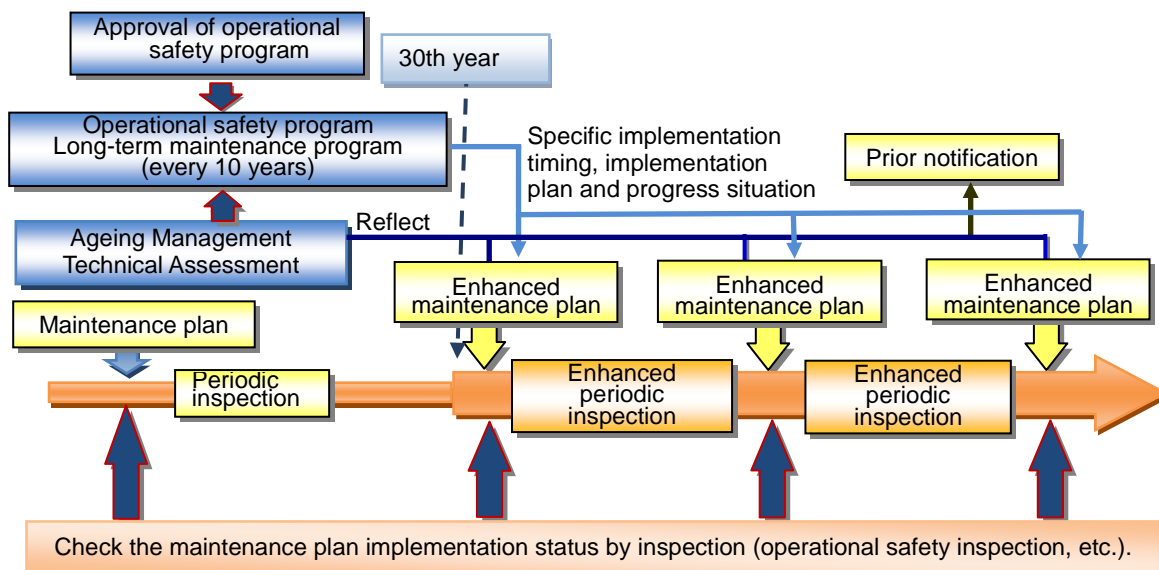 Approval of operational
safety program
30th year
Operational safety program
Long-term maintenance program
(every 10 years)
Specific implementation
timing, implementation
plan and progress situation
Prior notification
Reflect
Ageing Management
Technical Assessment
Enhanced
maintenance plan
Enhanced
maintenance plan
Enhanced
maintenance plan
Maintenance plan
Periodic
inspection
Enhanced
periodic
inspection
Enhanced
periodic
inspection
Check the maintenance plan implementation status by inspection (operational safety inspection, etc.).